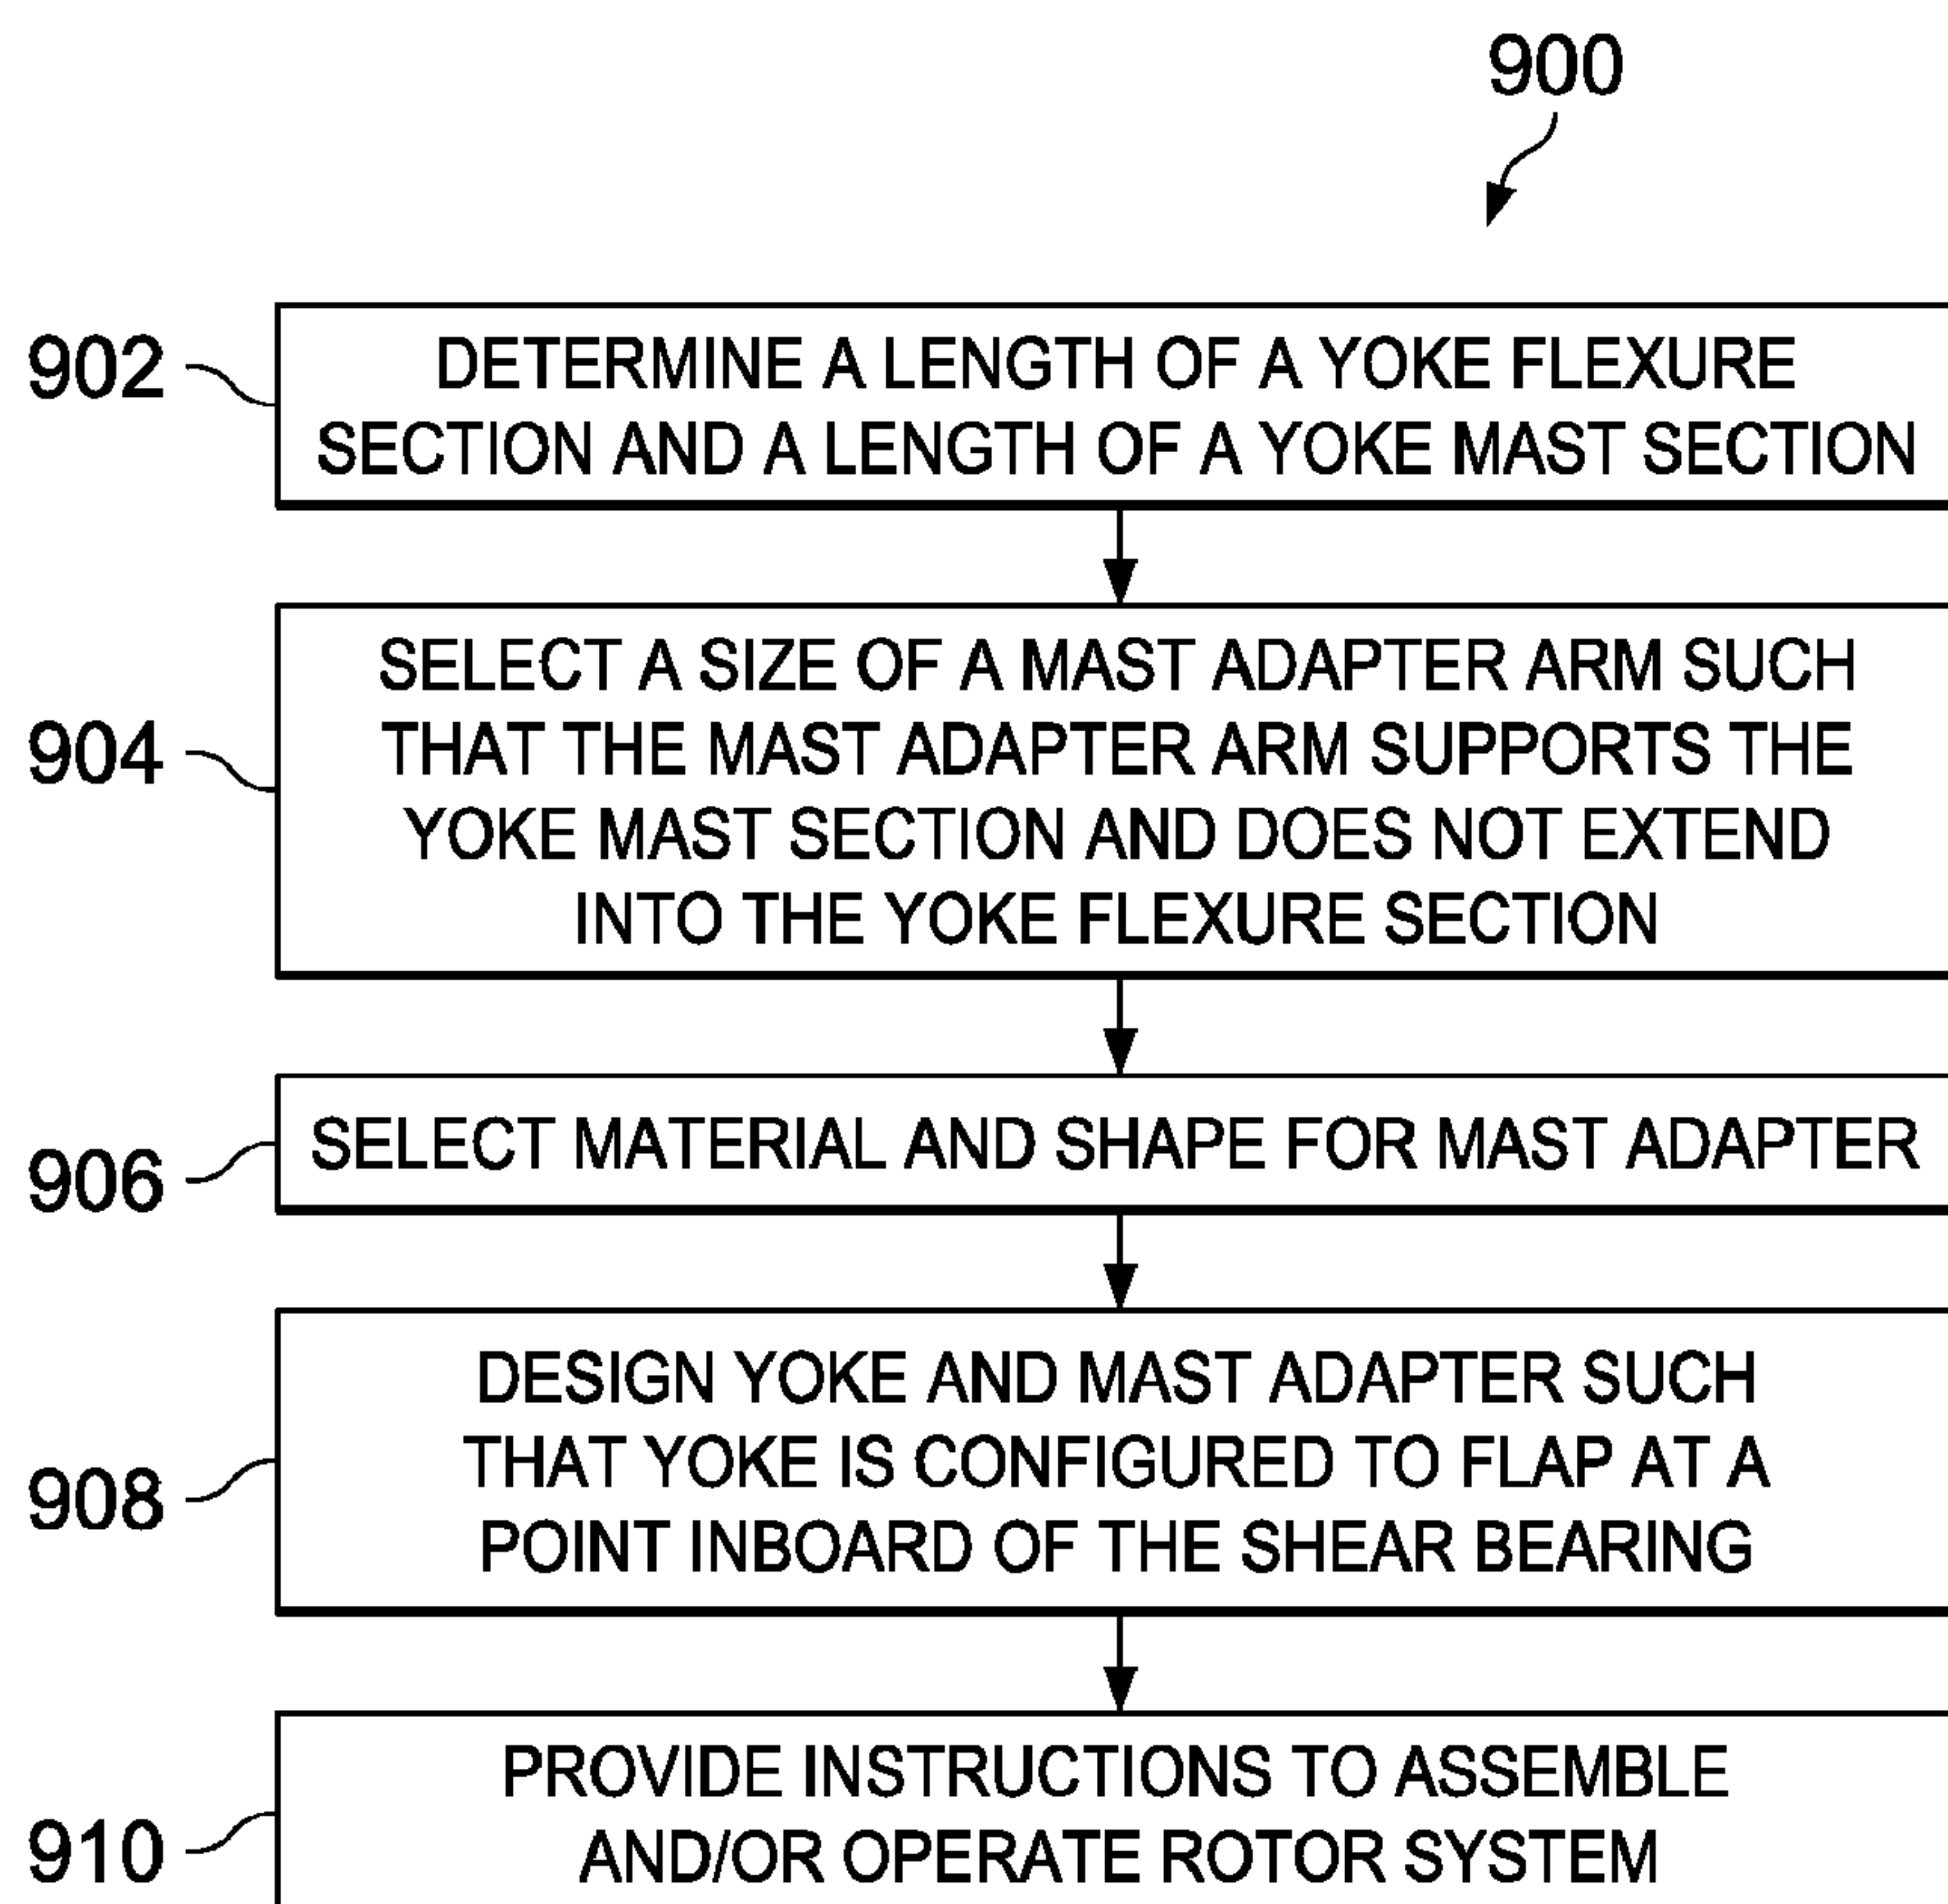 900
902
DETERMINE A LENGTH OF A YOKE FLEXURE
SECTION AND A LENGTH OF A YOKE MAST SECTION
904
SELECT A SIZE OF A MAST ADAPTER ARM SUCH
THAT THE MAST ADAPTER ARM SUPPORTS THE
YOKE MAST SECTION AND DOES NOT EXTEND
INTO THE YOKE FLEXURE SECTION
906
SELECT MATERIAL AND SHAPE FOR MAST ADAPTER
908
DESIGN YOKE AND MAST ADAPTER SUCH
THAT YOKE IS CONFIGURED TO FLAP AT A
POINT INBOARD OF THE SHEAR BEARING
910
PROVIDE INSTRUCTIONS TO ASSEMBLE
AND/OR OPERATE ROTOR SYSTEM